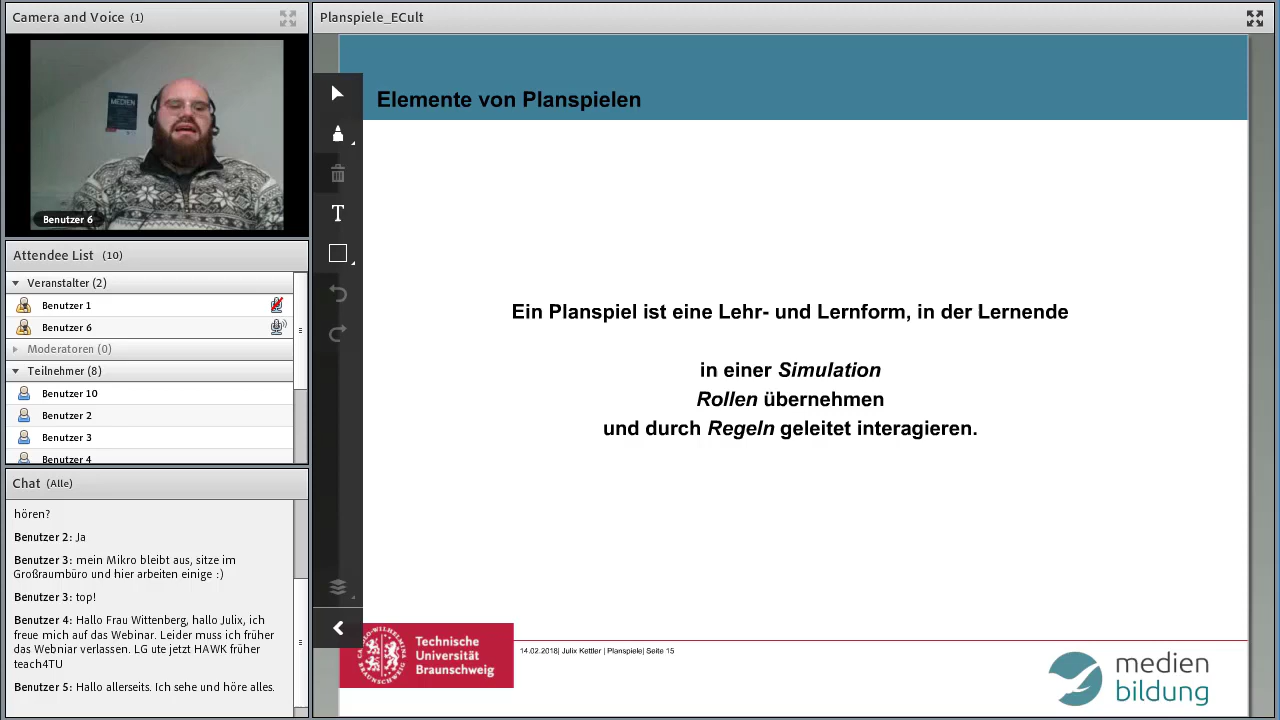 Camera and Voice (1)
MEDIEN
Benutzer 6
Attendee List (10)
Veranstalter (2)
Benutzer 1
Benutzer 6
Moderatoren (0)
Teilnehmer (8)
Benutzer 10
Benutzer 2
Benutzer 3
Benutzer 4
Chat (Alle)
hören?
Benutzer 2: Ja
Benutzer 3: mein Mikro bleibt aus, sitze im
Großraumbüro und hier arbeiten einige :)
Benutzer 3: top!
Benutzer 4: Hallo Frau Wittenberg, hallo Julix, ich
freue mich auf das Webinar. Leider muss ich früher
das Webniar verlassen. LG ute jetzt HAWK früher
teach4TU
Benutzer 5: Hallo allerseits. Ich sehe und höre alles.
Planspiele_ECult
T
Elemente von Planspielen
Ein Planspiel ist eine Lehr- und Lernform, in der Lernende
in einer Simulation
Rollen übernehmen
und durch Regeln geleitet interagieren.
Technische
Universität
Braunschweig
14.02.2018| Julix Kettler | Planspiele| Seite 15
medien
bildung